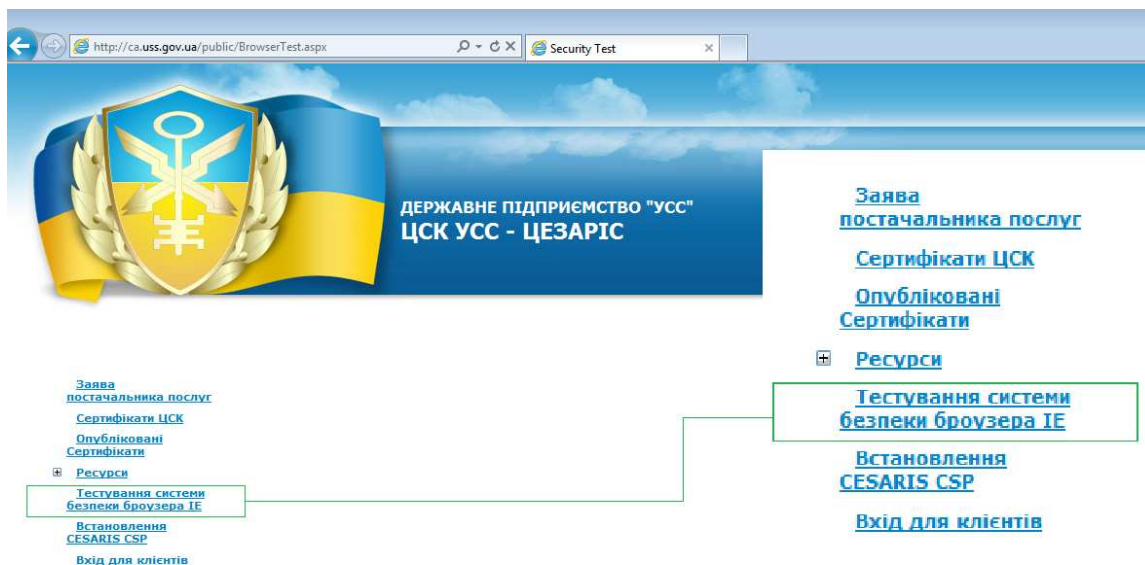 http://ca.uss.gov.ua/public/BrowserTest.aspx
Security Test
ДЕРЖАВНЕ ПІДПРИЄМСТВО "УСС"
ЦСК УСС - ЦЕЗАРІС
Заява
постачальника послуг
Сертифікати ЦСК
Опубліковані
Сертифікати
Ресурси
Тестування системи
безпеки броузера ІЕ
Встановлення
CESARIS CSP
Вхід для клієнтів
Заява
постачальника послуг
Сертифікати ЦСК
Опубліковані
Сертифікати
Ресурси
Тестування системи
безпеки броузера ІЕ
Встановлення
CESARIS CSP
Вхід для клієнтів